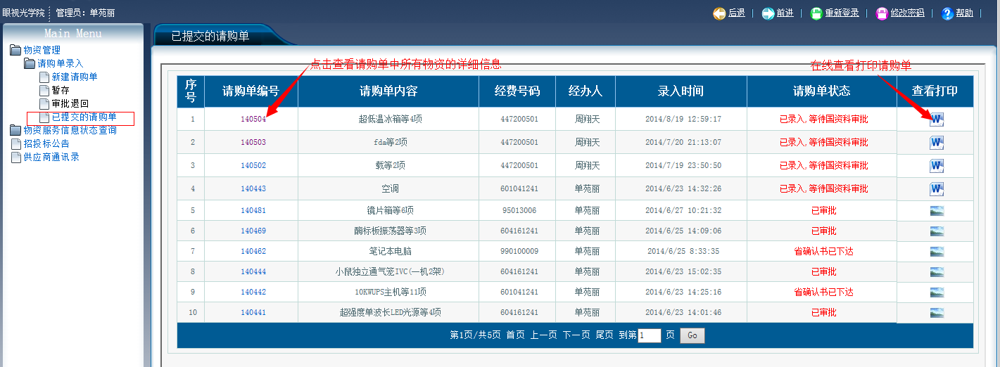 眼视光学院 管理员：单苑丽 后退 | 前进 | 重新登录 | 修改密码 | 帮助 |
Main Menu
物资管理
请购单录入
新建请购单
暂存
审批退回
已提交的请购单
物资服务信息状态查询
招投标公告
供应商通讯录
已提交的请购单
点击查看请购单中所有物资的详细信息 在线查看打印请购单
序号 请购单编号 请购单内容 经费号码 经办人 录入时间 请购单状态 查看打印
1 140504 超低温冰箱等4项 447200501 周翔天 2014/8/19 12:59:17 已录入,等待国资科审批
2 140503 fda等2项 447200501 周翔天 2014/7/20 21:13:07 已录入,等待国资科审批
3 140502 载等2项 447200501 周翔天 2014/7/19 23:50:50 已录入,等待国资科审批
4 140443 空调 601041241 单苑丽 2014/6/23 14:32:26 已录入,等待国资科审批
5 140481 镜片箱等6项 95013006 单苑丽 2014/6/27 10:21:32 已审批
6 140469 酶标板振荡器等3项 604161241 单苑丽 2014/6/25 14:09:06 已审批
7 140462 笔记本电脑 990100009 单苑丽 2014/6/25 8:33:35 省确认书已下达
8 140444 小鼠独立通气笼IVC(一机2架) 604161241 单苑丽 2014/6/23 15:02:35 已审批
9 140442 10KWUPS主机等11项 601041241 单苑丽 2014/6/23 14:25:16 省确认书已下达
10 140441 超强度单波长LED光源等4项 604161241 单苑丽 2014/6/23 14:01:46 已审批
第1页/共5页 首页 上一页 下一页 尾页 到第 1 页 Go